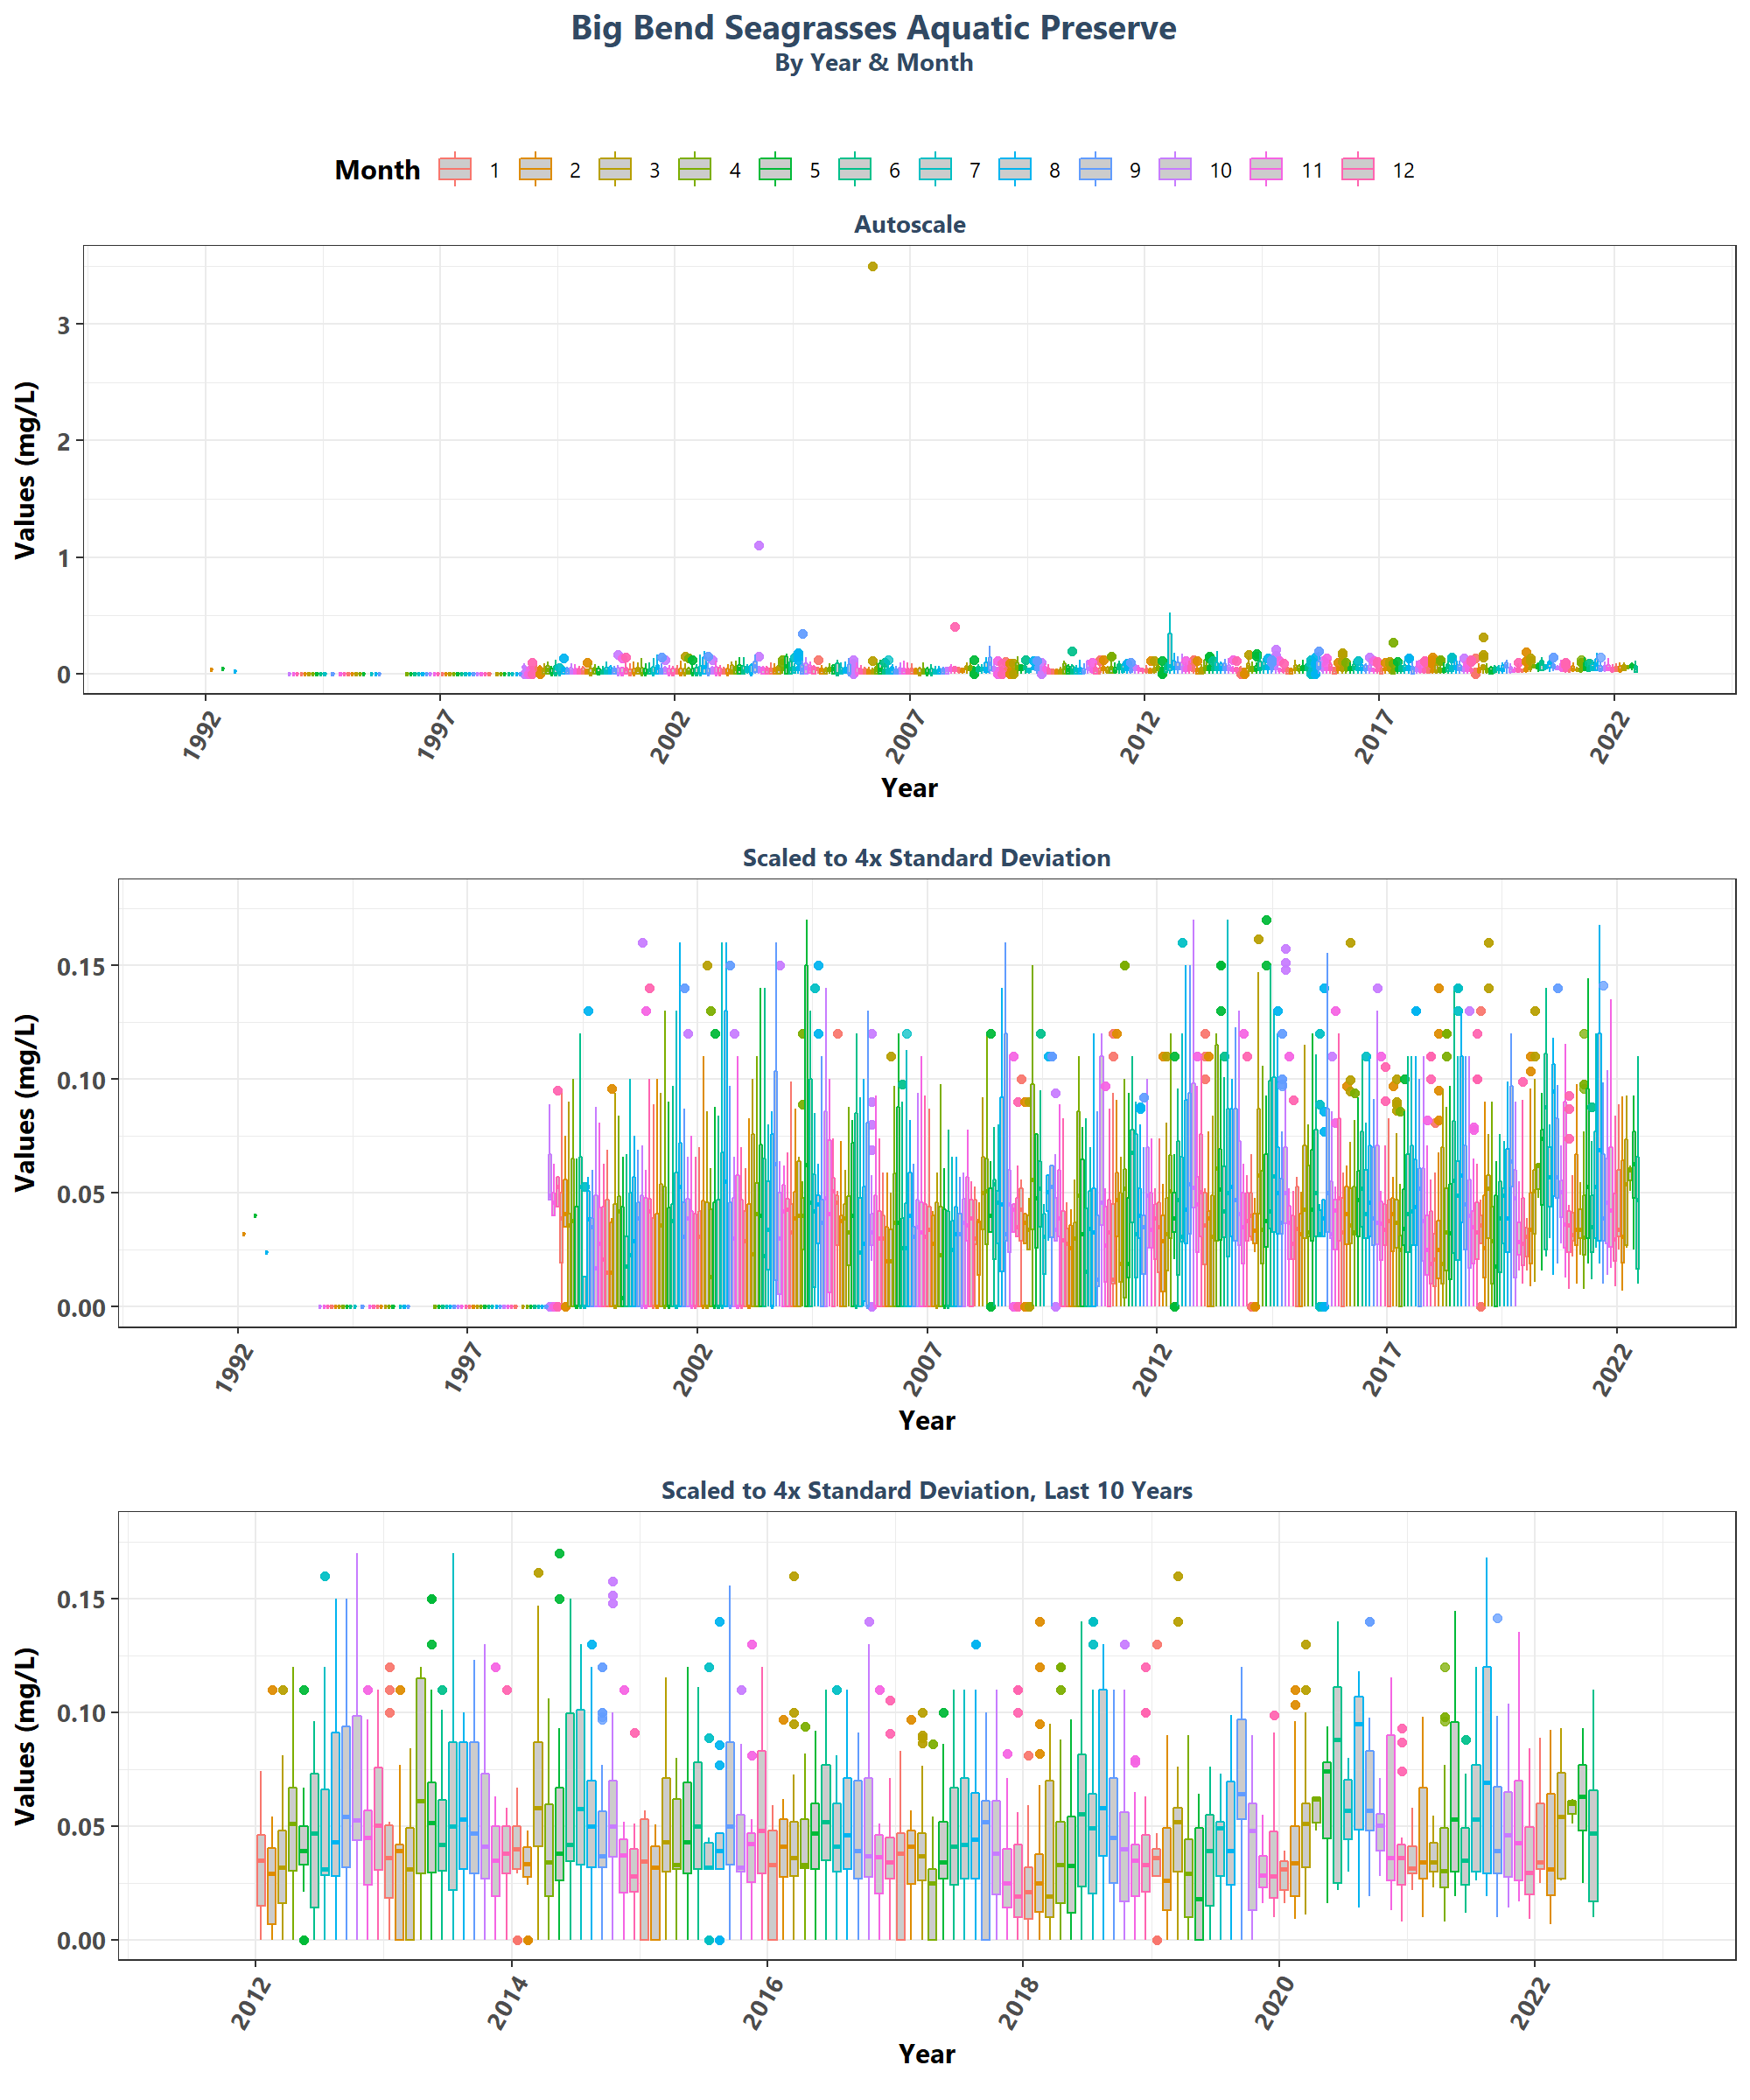 Big Bend Seagrasses Aquatic Preserve
By Year & Month
Month 1 2 3 4 5 6 7 8 9 10 11 12
Autoscale
Values (mg/L)
3
2
1
0
1992 1997 2002 2007 2012 2017 2022
Year
Scaled to 4x Standard Deviation
Values (mg/L)
0.15
0.10
0.05
0.00
1992 1997 2002 2007 2012 2017 2022
Year
Scaled to 4x Standard Deviation, Last 10 Years
Values (mg/L)
0.15
0.10
0.05
0.00
2012 2014 2016 2018 2020 2022
Year